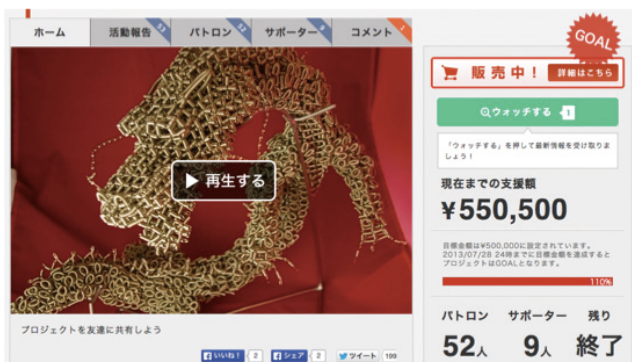 ホーム
活動報告 53
パトロン 52
サポーター 9
コメント 1
GOAL
販売中！ 詳細はこちら
ウォッチする 1
「ウォッチする」を押して最新情報を受け取りま
しょう！
再生する
現在までの支援額
¥550,500
目標金額は¥500,000に設定されています。
2013/07/28 24時までに目標金額を達成すると
プロジェクトはGOALとなります。
110%
プロジェクトを友達に共有しよう
いいね！ 2
シェア 2
ツイート 199
パトロン サポーター 残り
52人 9人 終了